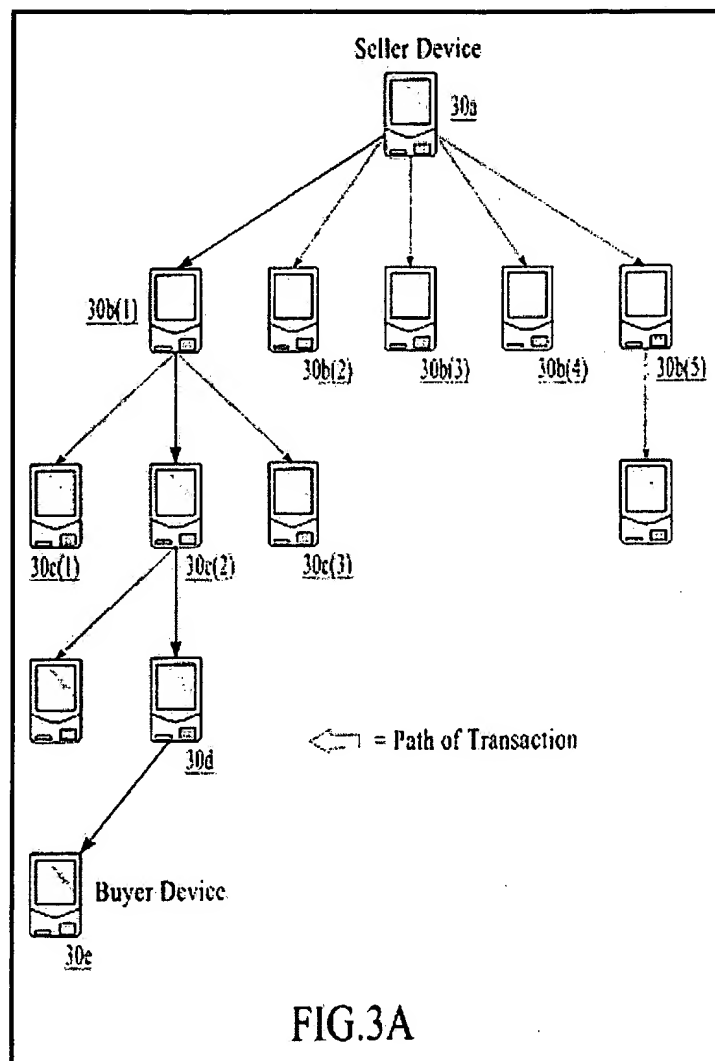 Seller Device
30a
30b(1)
30b(2)
30b(3)
30b(4)
30b(5)
30c(1)
30c(2)
30c(3)
30d
= Path of Transaction
Buyer Device
30e
FIG.3A